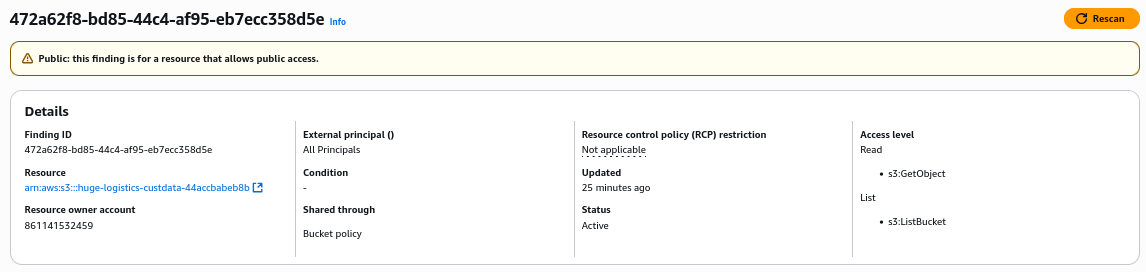 472a62f8-bd85-44c4-af95-eb7ecc358d5e Info
Rescan
Public: this finding is for a resource that allows public access.
Details
Finding ID
472a62f8-bd85-44c4-af95-eb7ecc358d5e
Resource
arn:aws:s3:::huge-logistics-custdata-44accbabeb8b
Resource owner account
861141532459
External principal ()
All Principals
Condition
-
Shared through
Bucket policy
Resource control policy (RCP) restriction
Not applicable
Updated
25 minutes ago
Status
Active
Access level
Read
• s3:GetObject
List
• s3:ListBucket